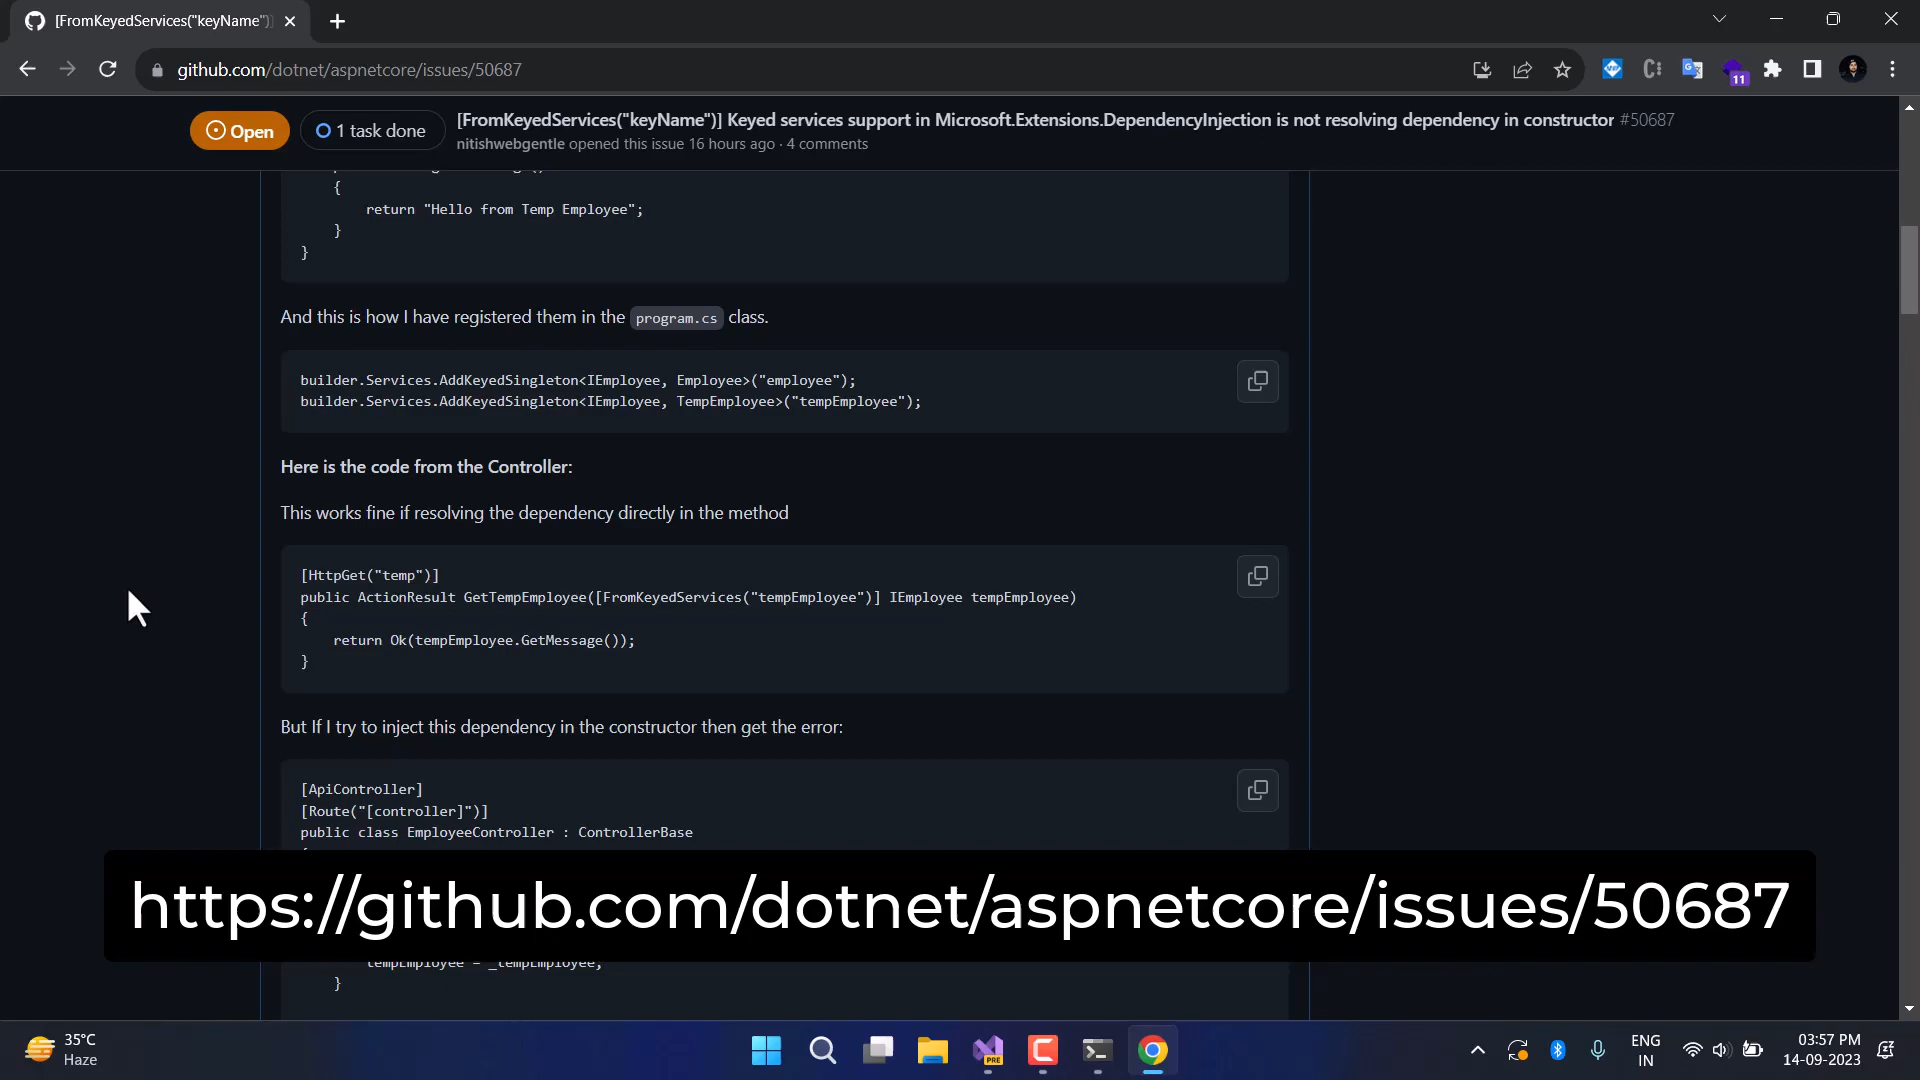 [FromKeyedServices("keyName")]
github.com/dotnet/aspnetcore/issues/50687
11
Open
1 task done
[FromKeyedServices("keyName")] Keyed services support in Microsoft.Extensions.DependencyInjection is not resolving dependency in constructor #50687
nitishwebgentle opened this issue 16 hours ago · 4 comments
{
return "Hello from Temp Employee";
}
}
And this is how I have registered them in the program.cs class.
builder.Services.AddKeyedSingleton<IEmployee, Employee>("employee");
builder.Services.AddKeyedSingleton<IEmployee, TempEmployee>("tempEmployee");
Here is the code from the Controller:
This works fine if resolving the dependency directly in the method
[HttpGet("temp")]
public ActionResult GetTempEmployee([FromKeyedServices("tempEmployee")] IEmployee tempEmployee)
{
return Ok(tempEmployee.GetMessage());
}
But If I try to inject this dependency in the constructor then get the error:
[ApiController]
[Route("[controller]")]
public class EmployeeController : ControllerBase
https://github.com/dotnet/aspnetcore/issues/50687
tempEmployee = _tempEmployee;
}
35°C
Haze
PRE
ENG
IN
03:57 PM
14-09-2023